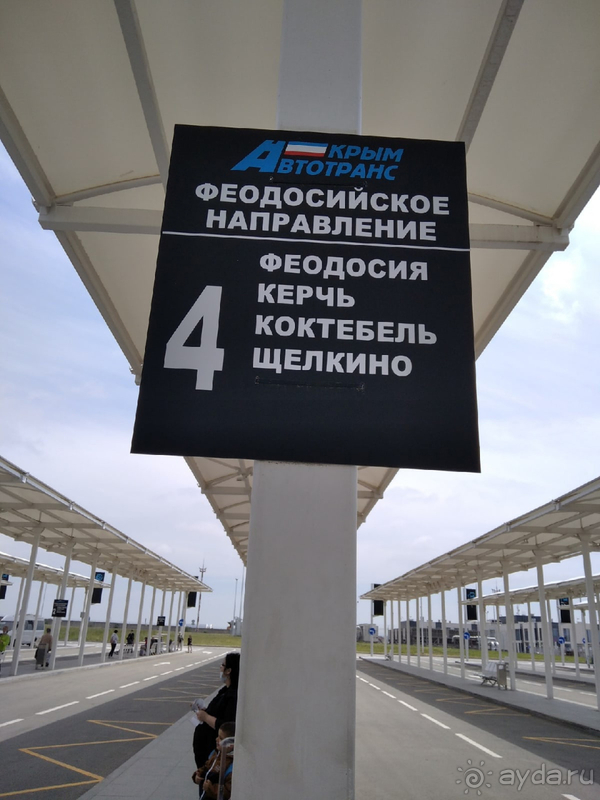 КРЫМ
АВТОТРАНС
ФЕОДОСИЙСКОЕ
НАПРАВЛЕНИЕ
ФЕОДОСИЯ
КЕРЧЬ
4 КОКТЕБЕЛЬ
ЩЕЛКИНО
ayda.ru